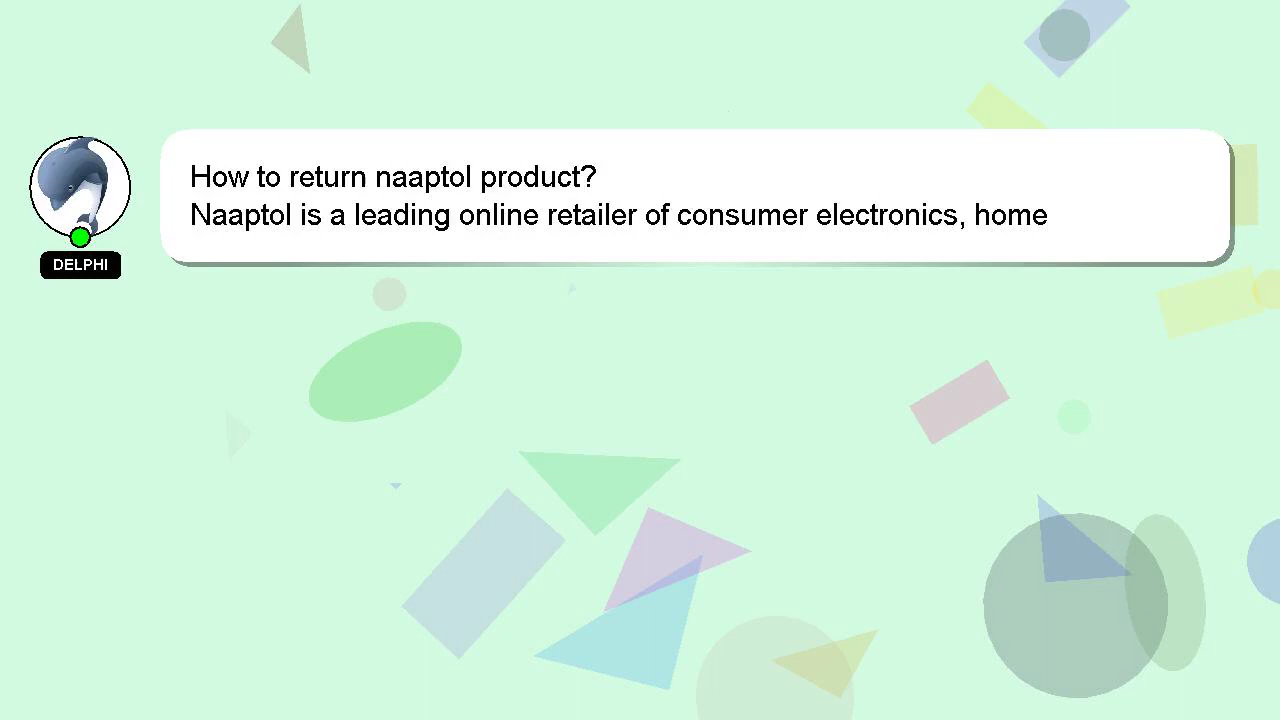 How to return naaptol product?
Naaptol is a leading online retailer of consumer electronics, home
DELPHI